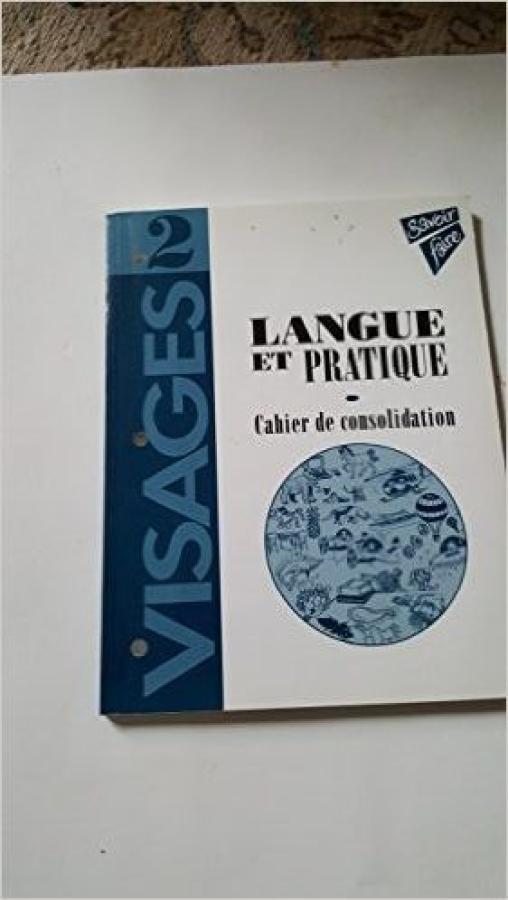 VISAGES 2
Savoir
faire
LANGUE
ET PRATIQUE
-
Cahier de consolidation